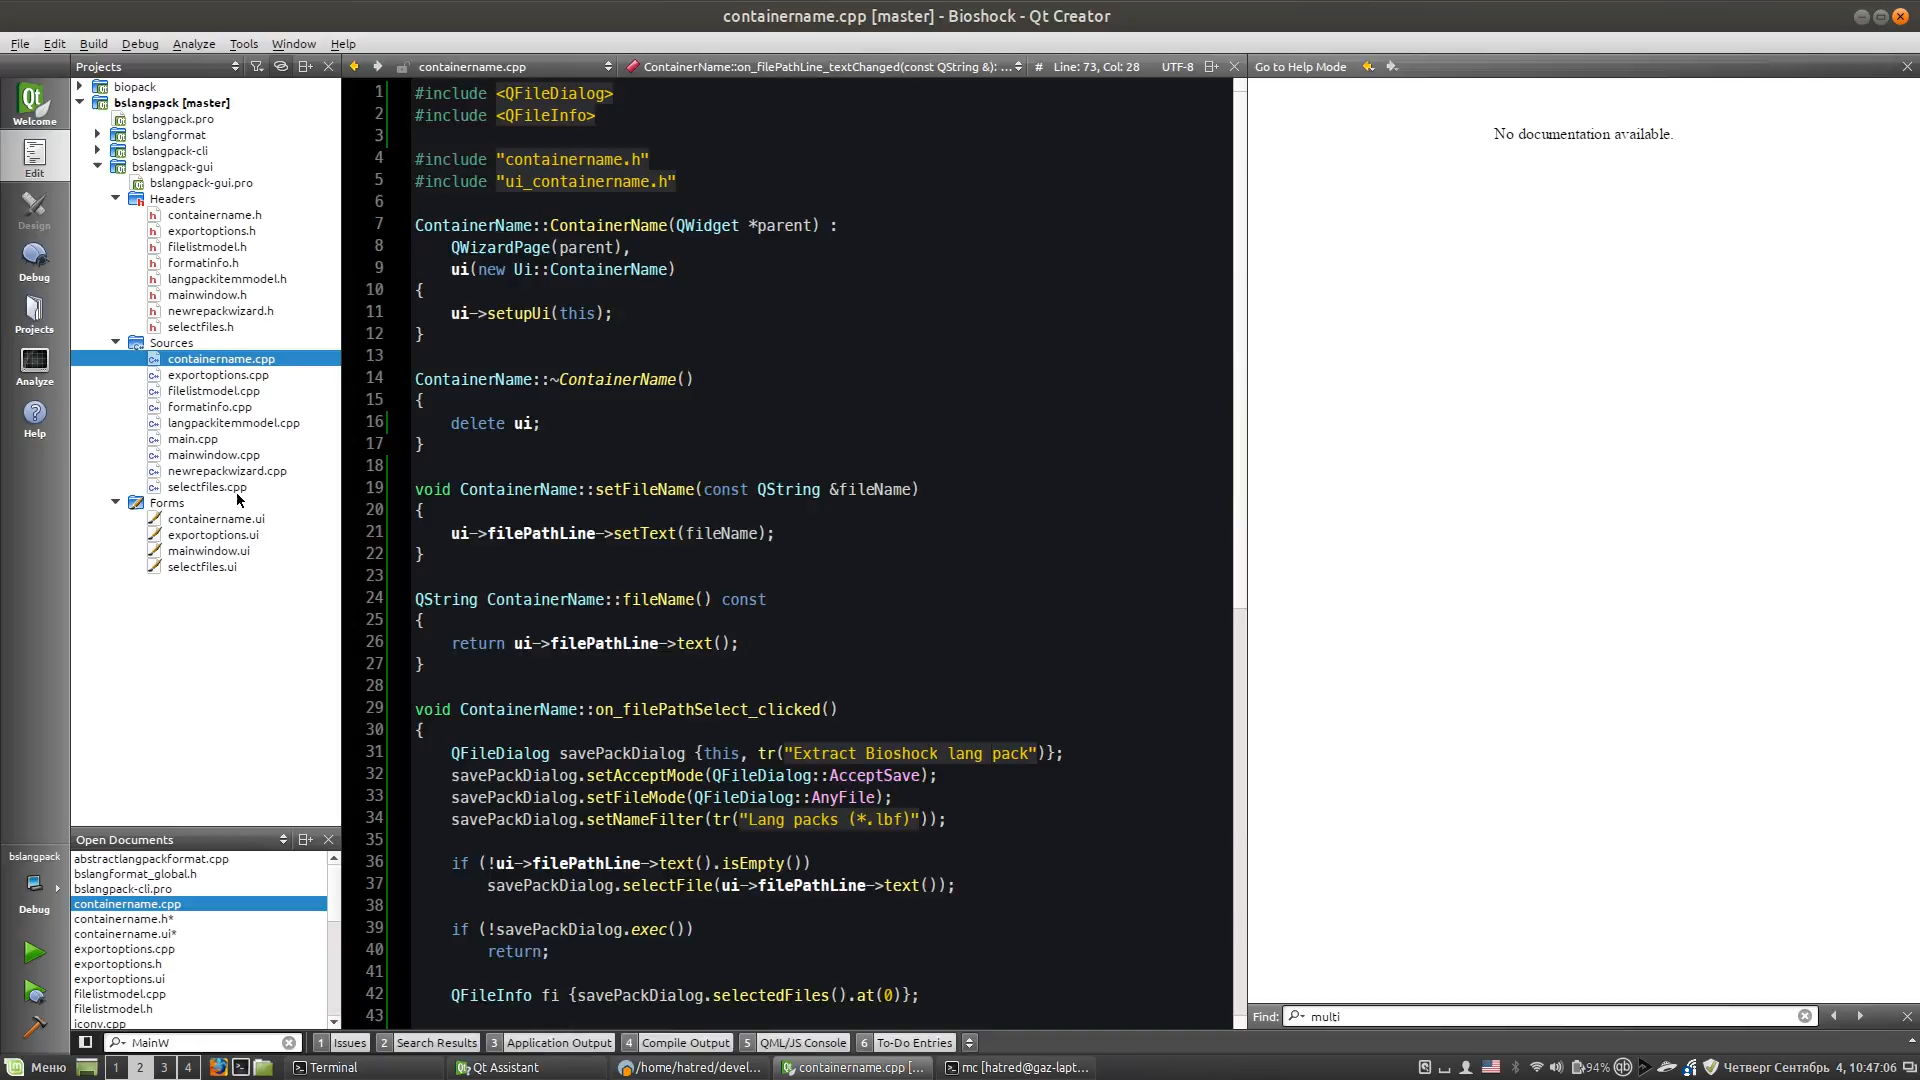 containername.cpp [master] - Bioshock - Qt Creator
File Edit Build Debug Analyze Tools Window Help
Projects
containername.cpp
ContainerName::on_filePathLine_textChanged(const QString &): ...
# Line: 73, Col: 28
UTF-8
Go to Help Mode
Welcome
Edit
Design
Debug
Projects
Analyze
Help
biopack
bslangpack [master]
bslangpack.pro
bslangformat
bslangpack-cli
bslangpack-gui
bslangpack-gui.pro
Headers
containername.h
exportoptions.h
filelistmodel.h
formatinfo.h
langpackitemmodel.h
mainwindow.h
newrepackwizard.h
selectfiles.h
Sources
containername.cpp
exportoptions.cpp
filelistmodel.cpp
formatinfo.cpp
langpackitemmodel.cpp
main.cpp
mainwindow.cpp
newrepackwizard.cpp
selectfiles.cpp
Forms
containername.ui
exportoptions.ui
mainwindow.ui
selectfiles.ui
Open Documents
abstractlangpackformat.cpp
bslangformat_global.h
bslangpack-cli.pro
containername.cpp
containername.h*
containername.ui*
exportoptions.cpp
exportoptions.h
exportoptions.ui
filelistmodel.cpp
filelistmodel.h
iconv.cpp
bslangpack
Debug
1 #include <QFileDialog>
2 #include <QFileInfo>
3
4 #include "containername.h"
5 #include "ui_containername.h"
6
7 ContainerName::ContainerName(QWidget *parent) :
8 QWizardPage(parent),
9 ui(new Ui::ContainerName)
10 {
11 ui->setupUi(this);
12 }
13
14 ContainerName::~ContainerName()
15 {
16 delete ui;
17 }
18
19 void ContainerName::setFileName(const QString &fileName)
20 {
21 ui->filePathLine->setText(fileName);
22 }
23
24 QString ContainerName::fileName() const
25 {
26 return ui->filePathLine->text();
27 }
28
29 void ContainerName::on_filePathSelect_clicked()
30 {
31 QFileDialog savePackDialog {this, tr("Extract Bioshock lang pack")};
32 savePackDialog.setAcceptMode(QFileDialog::AcceptSave);
33 savePackDialog.setFileMode(QFileDialog::AnyFile);
34 savePackDialog.setNameFilter(tr("Lang packs (*.lbf)"));
35
36 if (!ui->filePathLine->text().isEmpty())
37 savePackDialog.selectFile(ui->filePathLine->text());
38
39 if (!savePackDialog.exec())
40 return;
41
42 QFileInfo fi {savePackDialog.selectedFiles().at(0)};
43
No documentation available.
Find: multi
MainW
1 Issues 2 Search Results 3 Application Output 4 Compile Output 5 QML/JS Console 6 To-Do Entries
Меню 1 2 3 4 Terminal Qt Assistant /home/hatred/devel... containername.cpp [... mc [hatred@gaz-lapt... 94% Четверг Сентябрь 4, 10:47:06